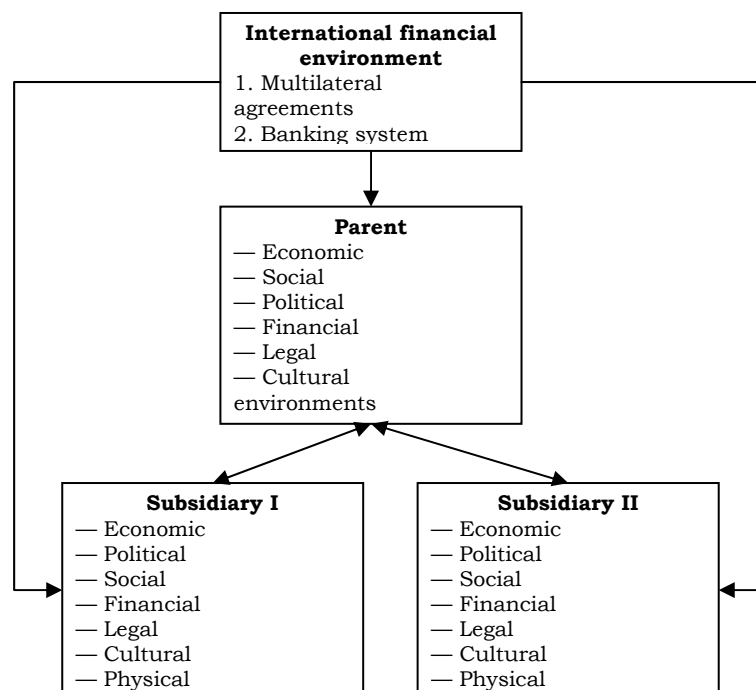 International financial
environment
1. Multilateral
agreements
2. Banking system
Parent
— Economic
— Social
— Political
— Financial
— Legal
— Cultural
environments
Subsidiary I
— Economic
— Political
— Social
— Financial
— Legal
— Cultural
— Physical
Subsidiary II
— Economic
— Political
— Social
— Financial
— Legal
— Cultural
— Physical